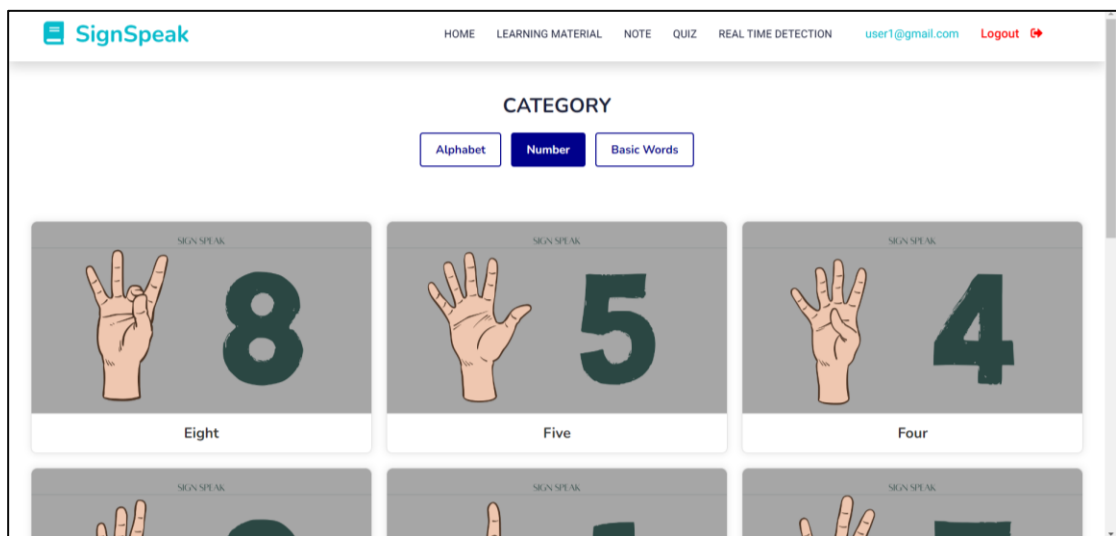 SignSpeak HOME LEARNING MATERIAL NOTE QUIZ REAL TIME DETECTION user1@gmail.com Logout
CATEGORY
Alphabet Number Basic Words
SIGN SPEAK SIGN SPEAK SIGN SPEAK
8 5 4
Eight Five Four
SIGN SPEAK SIGN SPEAK SIGN SPEAK